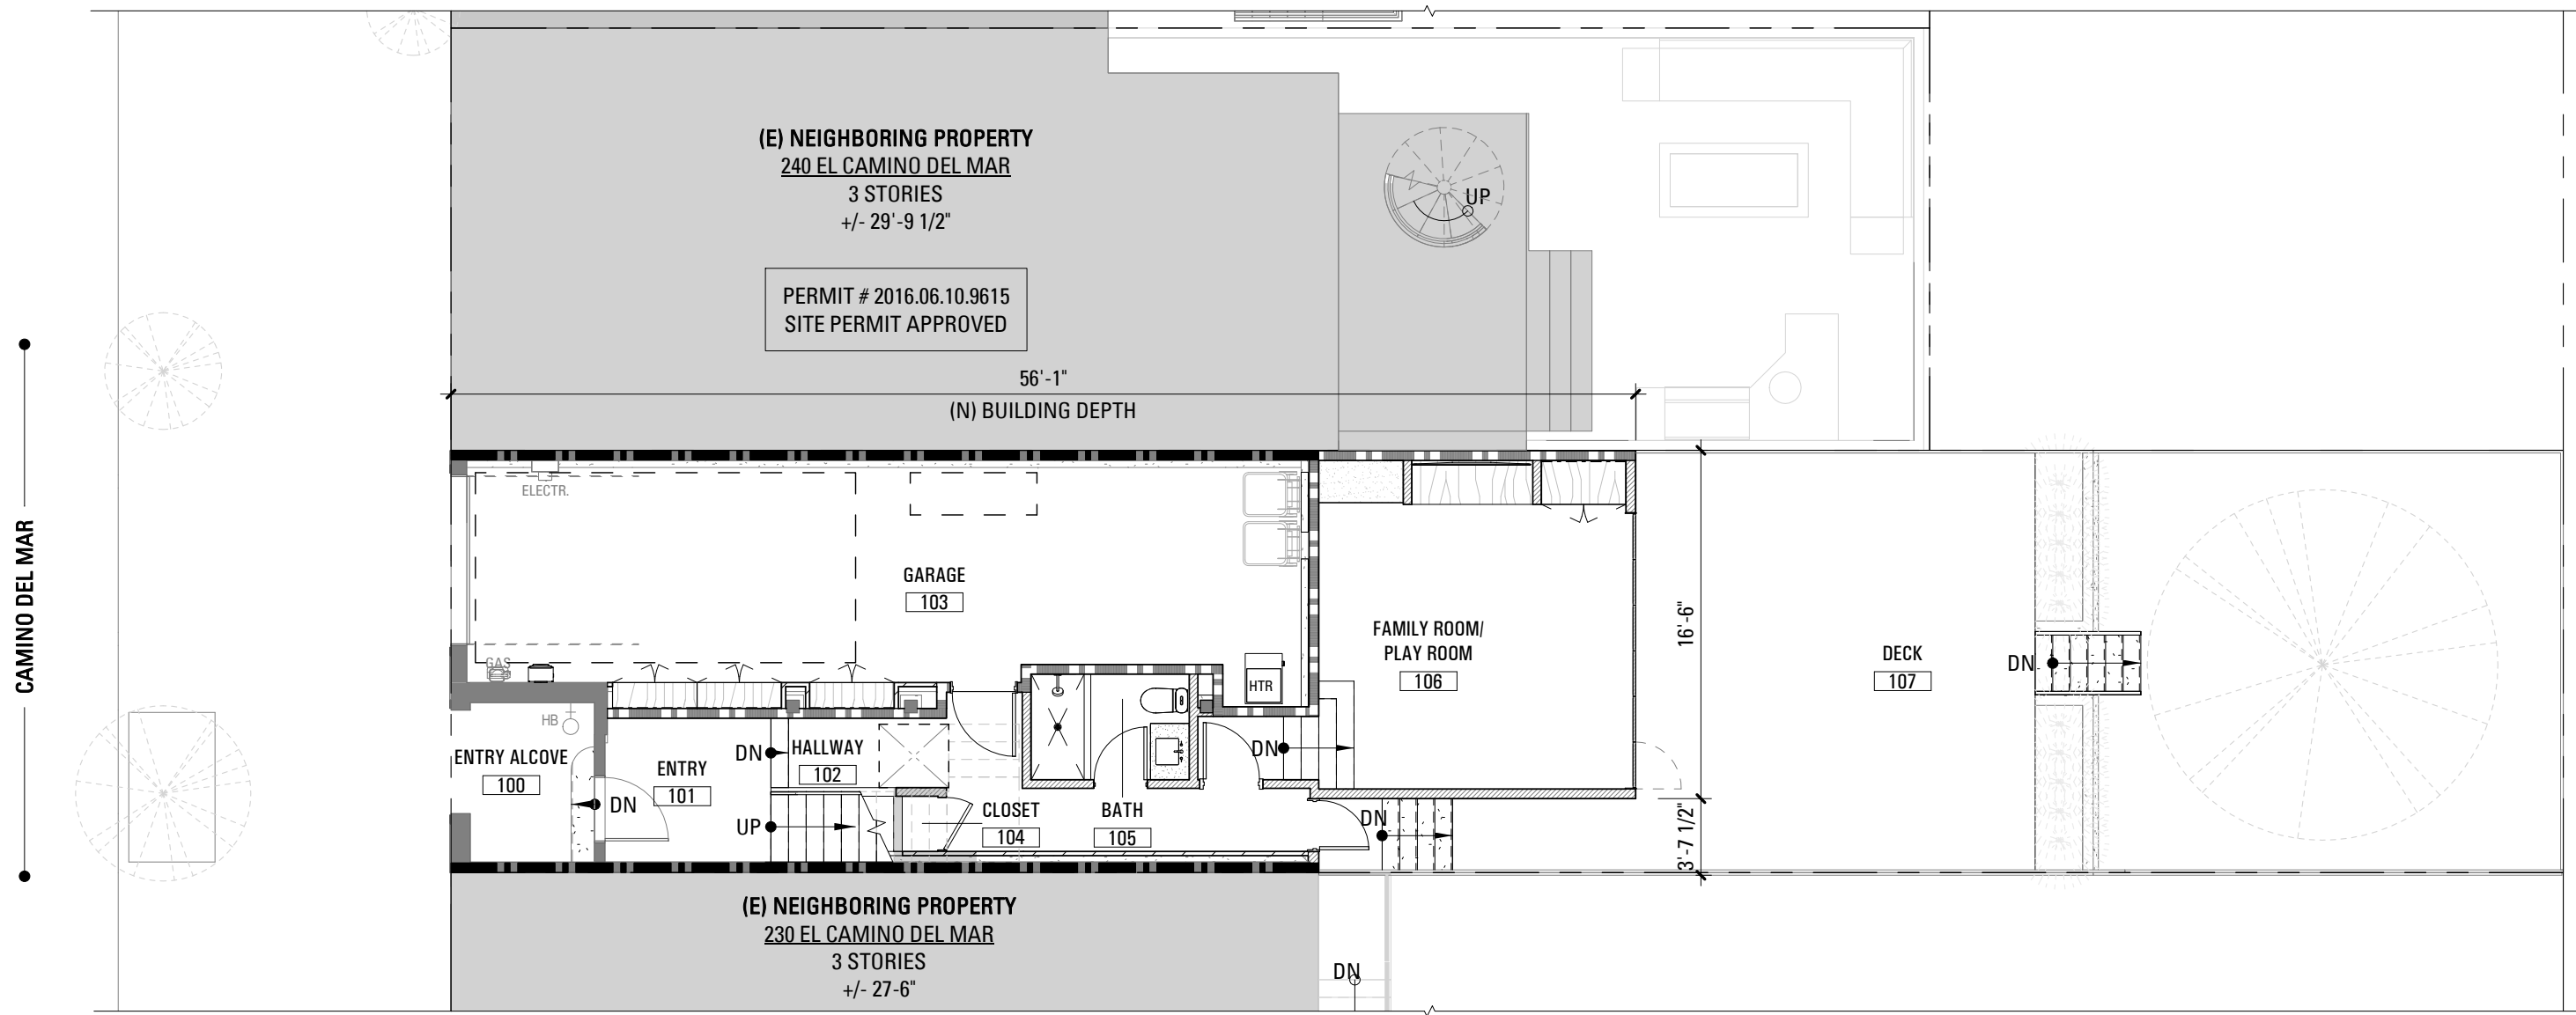 (E) NEIGHBORING PROPERTY
240 EL CAMINO DEL MAR
3 STORIES
+/- 29'-9 1/2"
UP
PERMIT # 2016.06.10.9615
SITE PERMIT APPROVED
56'-1"
(N) BUILDING DEPTH
CAMINO DEL MAR
ELECTR.
GARAGE
103
GAS
HTR
FAMILY ROOM/
PLAY ROOM
106
16'-6"
DECK
107
DN
HB
ENTRY ALCOVE
100
DN
ENTRY
101
DN
HALLWAY
102
UP
CLOSET
104
BATH
105
DN
DN
3'-7 1/2"
(E) NEIGHBORING PROPERTY
230 EL CAMINO DEL MAR
3 STORIES
+/- 27-6"
DN